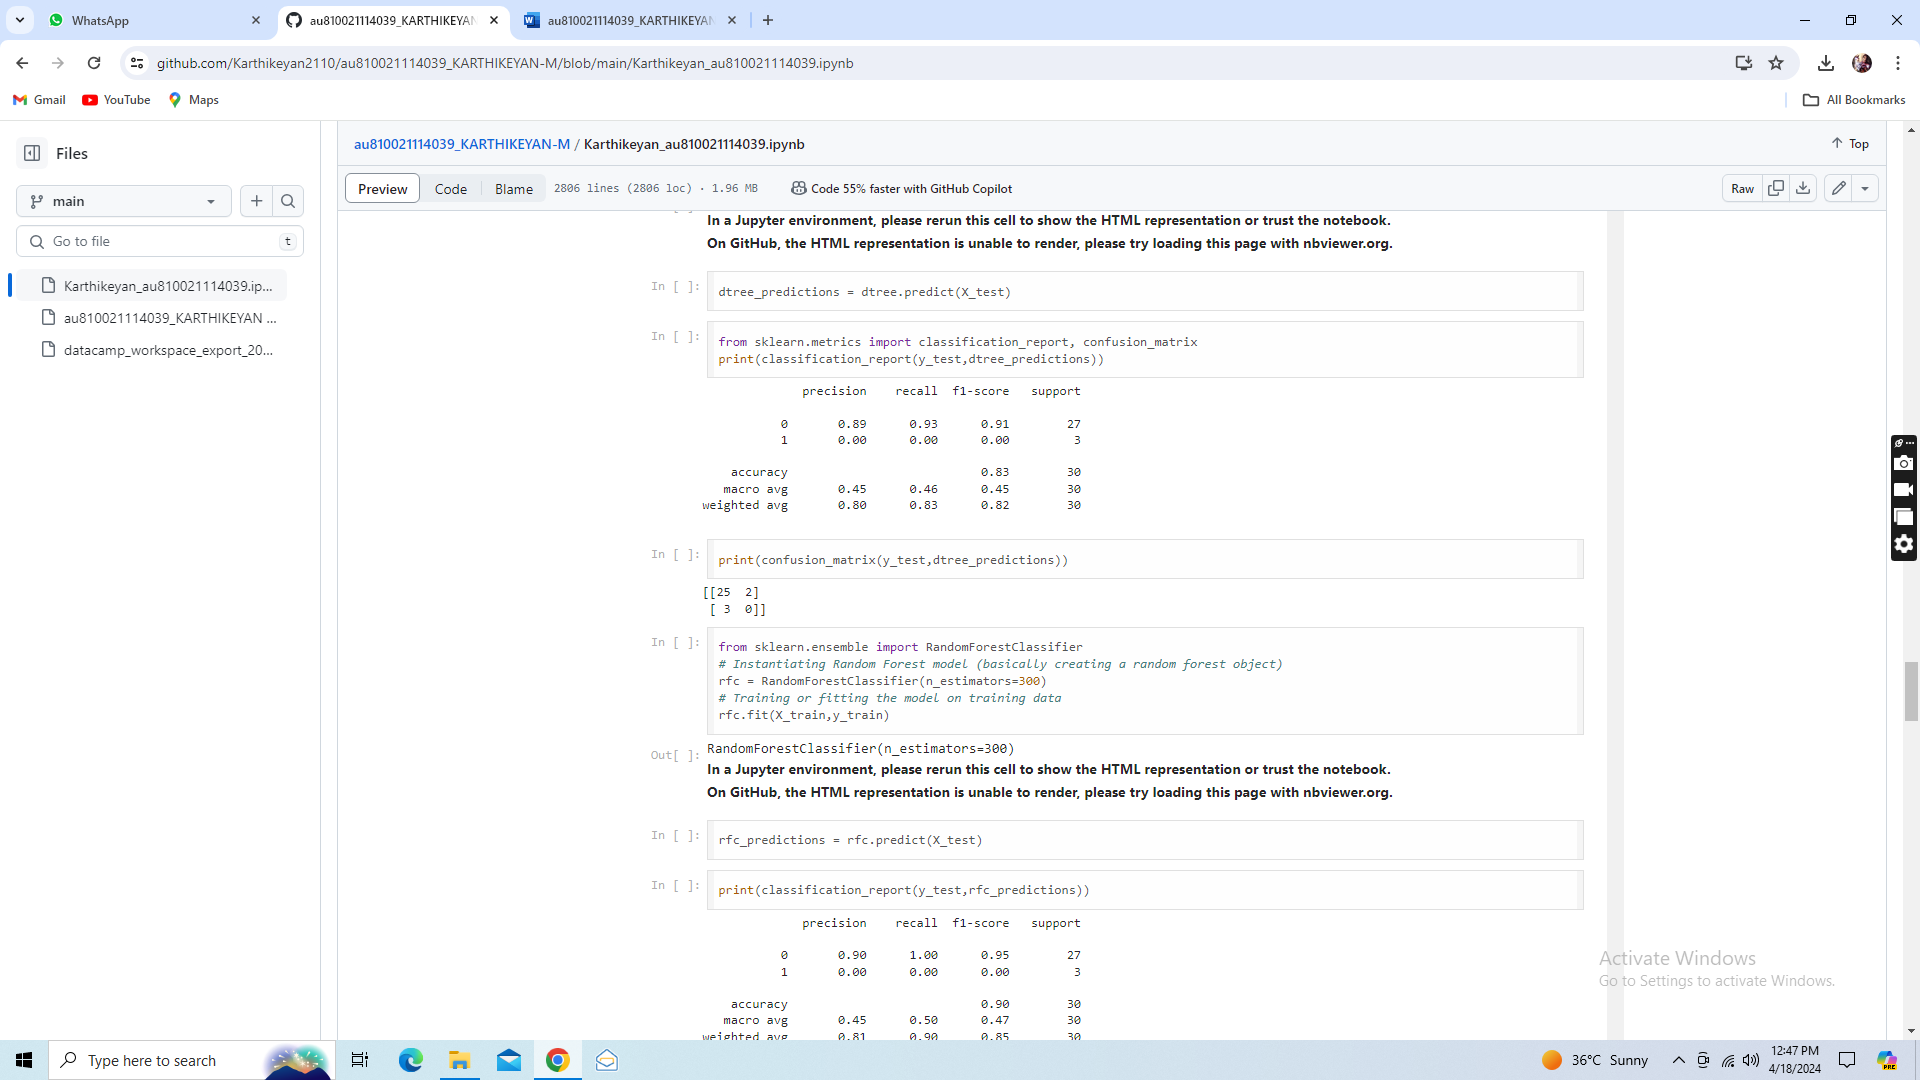 WhatsApp
au810021114039_KARTHIKEYAN
au810021114039_KARTHIKEYAN
github.com/Karthikeyan2110/au810021114039_KARTHIKEYAN-M/blob/main/Karthikeyan_au810021114039.ipynb
Gmail YouTube Maps
All Bookmarks
Files
main
Go to file
t
Karthikeyan_au810021114039.ip...
au810021114039_KARTHIKEYAN ...
datacamp_workspace_export_20...
au810021114039_KARTHIKEYAN-M / Karthikeyan_au810021114039.ipynb
Top
Preview Code Blame 2806 lines (2806 loc) · 1.96 MB Code 55% faster with GitHub Copilot
Raw
In a Jupyter environment, please rerun this cell to show the HTML representation or trust the notebook.
On GitHub, the HTML representation is unable to render, please try loading this page with nbviewer.org.
In [ ]: dtree_predictions = dtree.predict(X_test)
In [ ]: from sklearn.metrics import classification_report, confusion_matrix
print(classification_report(y_test,dtree_predictions))
precision recall f1-score support
0 0.89 0.93 0.91 27
1 0.00 0.00 0.00 3
accuracy 0.83 30
macro avg 0.45 0.46 0.45 30
weighted avg 0.80 0.83 0.82 30
In [ ]: print(confusion_matrix(y_test,dtree_predictions))
[[25 2]
[ 3 0]]
In [ ]: from sklearn.ensemble import RandomForestClassifier
# Instantiating Random Forest model (basically creating a random forest object)
rfc = RandomForestClassifier(n_estimators=300)
# Training or fitting the model on training data
rfc.fit(X_train,y_train)
Out[ ]: RandomForestClassifier(n_estimators=300)
In a Jupyter environment, please rerun this cell to show the HTML representation or trust the notebook.
On GitHub, the HTML representation is unable to render, please try loading this page with nbviewer.org.
In [ ]: rfc_predictions = rfc.predict(X_test)
In [ ]: print(classification_report(y_test,rfc_predictions))
precision recall f1-score support
0 0.90 1.00 0.95 27
1 0.00 0.00 0.00 3
accuracy 0.90 30
macro avg 0.45 0.50 0.47 30
weighted avg 0.81 0.90 0.85 30
Activate Windows
Go to Settings to activate Windows.
Type here to search
36°C Sunny
12:47 PM
4/18/2024
PRE